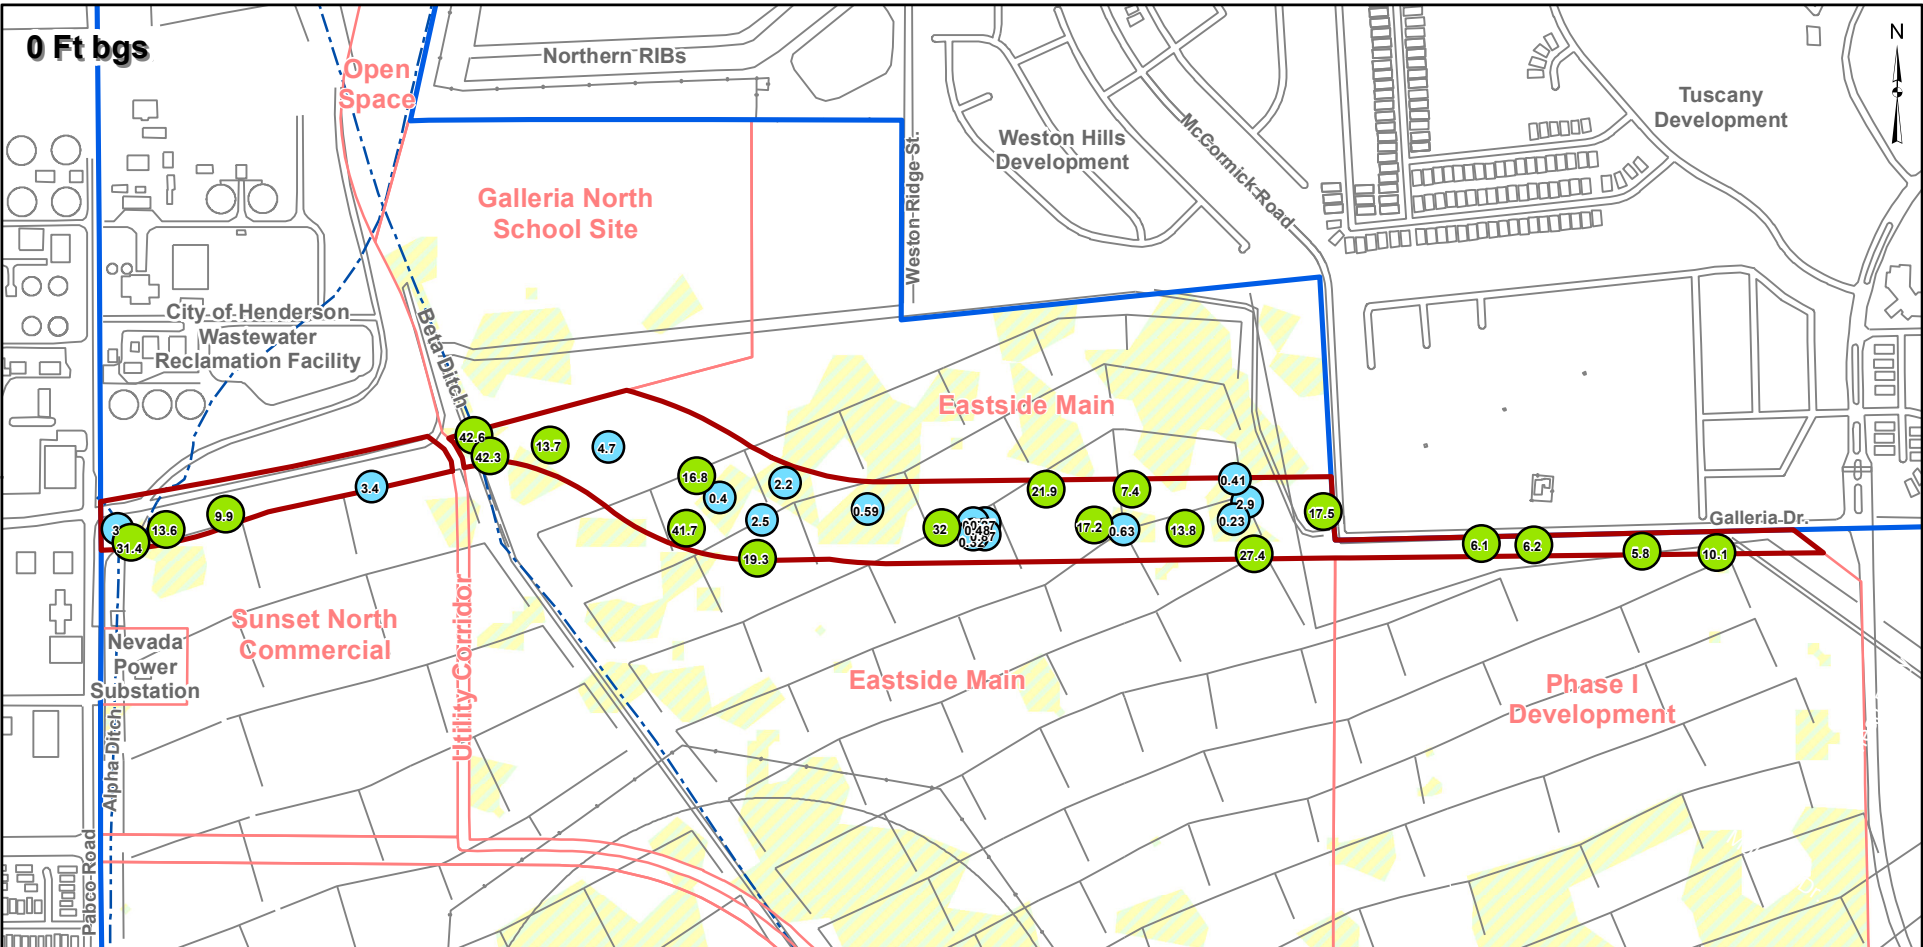 0 Ft bgs
N
Northern RIBs
Open
Space
Tuscany
Development
Weston Hills
Development
McCormick Road
Weston Ridge St.
Galleria North
School Site
City of Henderson
Wastewater
Reclamation Facility
Beta Ditch
Eastside Main
42.6
42.3
13.7
4.7
16.8
0.4
2.2
2.5
41.7
19.3
0.59
32
0.48
21.9
7.4
17.2
0.63
13.8
0.41
2.9
0.23
27.4
17.5
3.4
9.9
13.6
31.4
6.1
6.2
5.8
10.1
Galleria Dr.
Sunset North
Commercial
Utility Corridor
Nevada
Power
Substation
Alpha Ditch
Pabco Road
Eastside Main
Phase I
Development